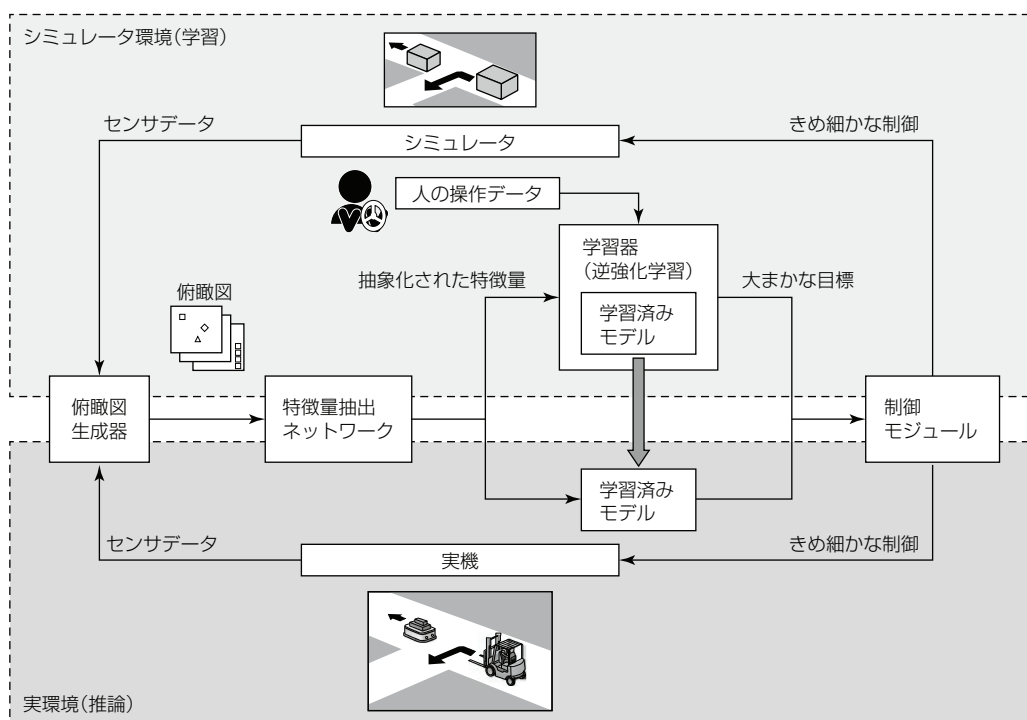 シミュレータ環境(学習)
センサデータ
きめ細かな制御
シミュレータ
人の操作データ
学習器
(逆強化学習)
抽象化された特徴量
大まかな目標
俯瞰図
学習済み
モデル
俯瞰図
生成器
特徴量抽出
ネットワーク
制御
モジュール
学習済み
モデル
センサデータ
きめ細かな制御
実機
実環境(推論)